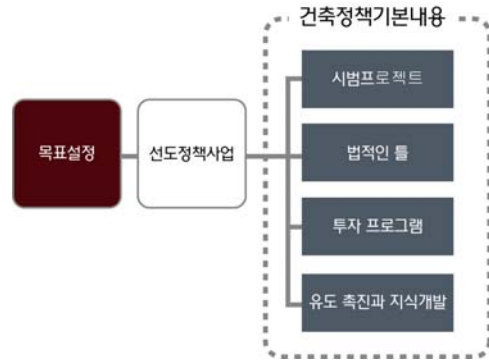 건축정책기본내용
목표설정
선도정책사업
시범프로젝트
법적인 틀
투자 프로그램
유도 촉진과 지식개발